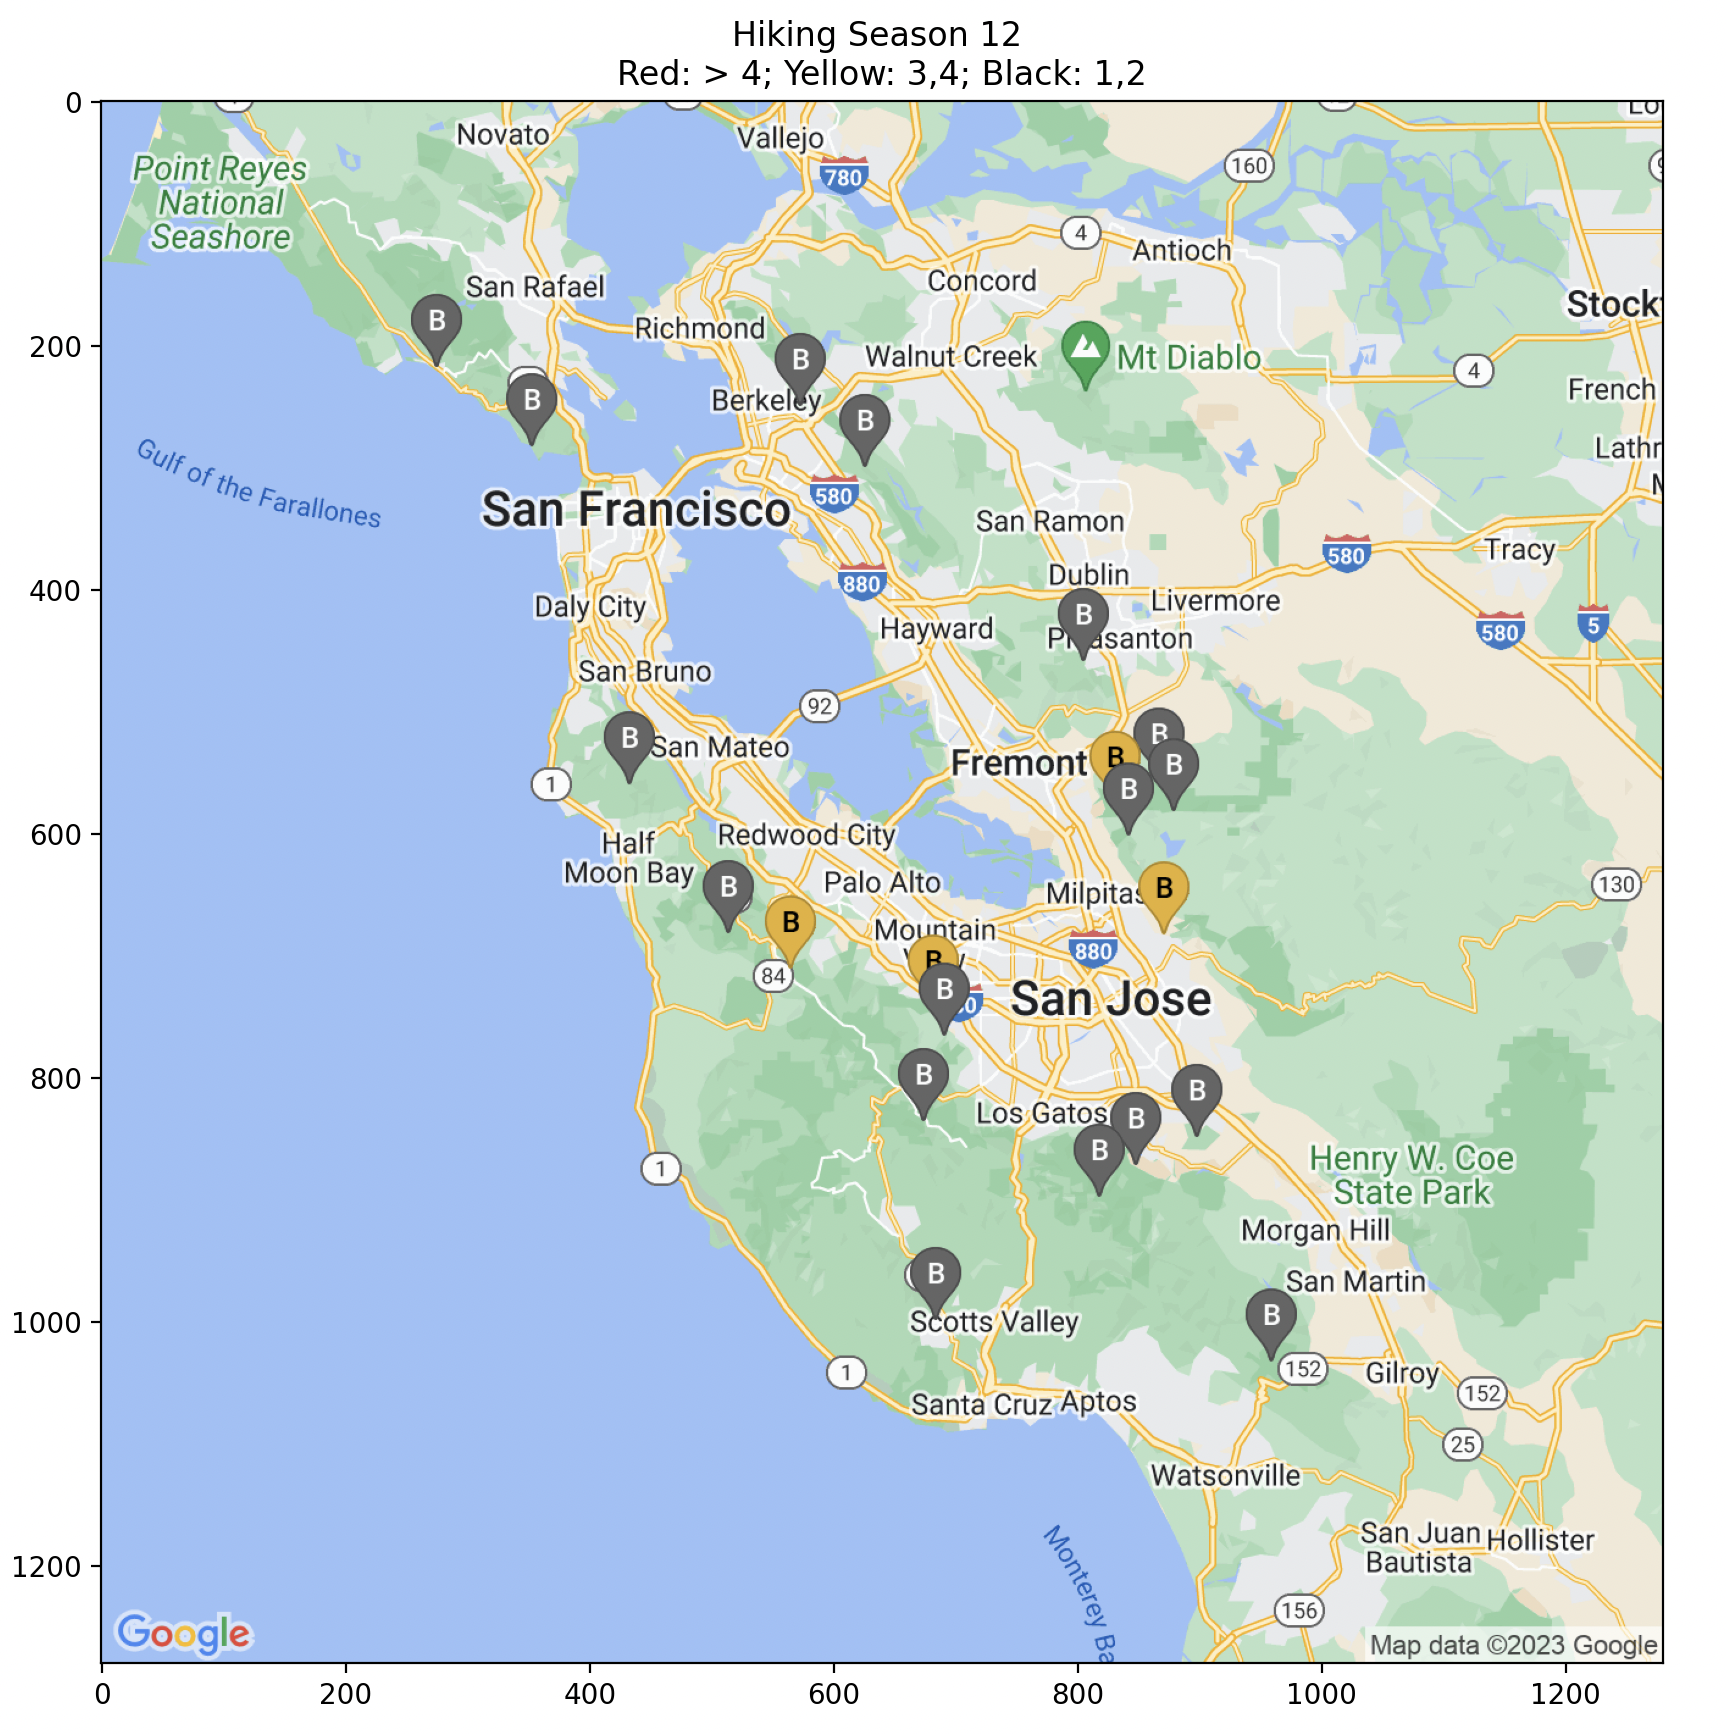 Hiking Season 12
Red: > 4; Yellow: 3,4; Black: 1,2
0
200
400
600
800
1000
1200
Novato
Vallejo
780
160
Point Reyes
National
Seashore
4
Antioch
San Rafael
Concord
Stock
B
Richmond
B
Walnut Creek
Mt Diablo
4
French
B
Berkeley
B
Lathr
Gulf of the Farallones
580
San Francisco
San Ramon
Tracy
580
880
Dublin
Daly City
Livermore
Hayward
B
Pleasanton
580
5
San Bruno
92
B
San Mateo
B
Fremont
B
B
B
1
Half
Moon Bay
Redwood City
Palo Alto
Milpitas
B
130
B
B
Mountain
B
880
84
B
San Jose
B
B
Los Gatos
B
B
1
Henry W. Coe
State Park
Morgan Hill
San Martin
B
Scotts Valley
B
152
Gilroy
152
1
Santa Cruz
Aptos
25
Watsonville
San Juan
Bautista
Hollister
Monterey Ba
156
Google
Map data ©2023 Google
0
200
400
600
800
1000
1200